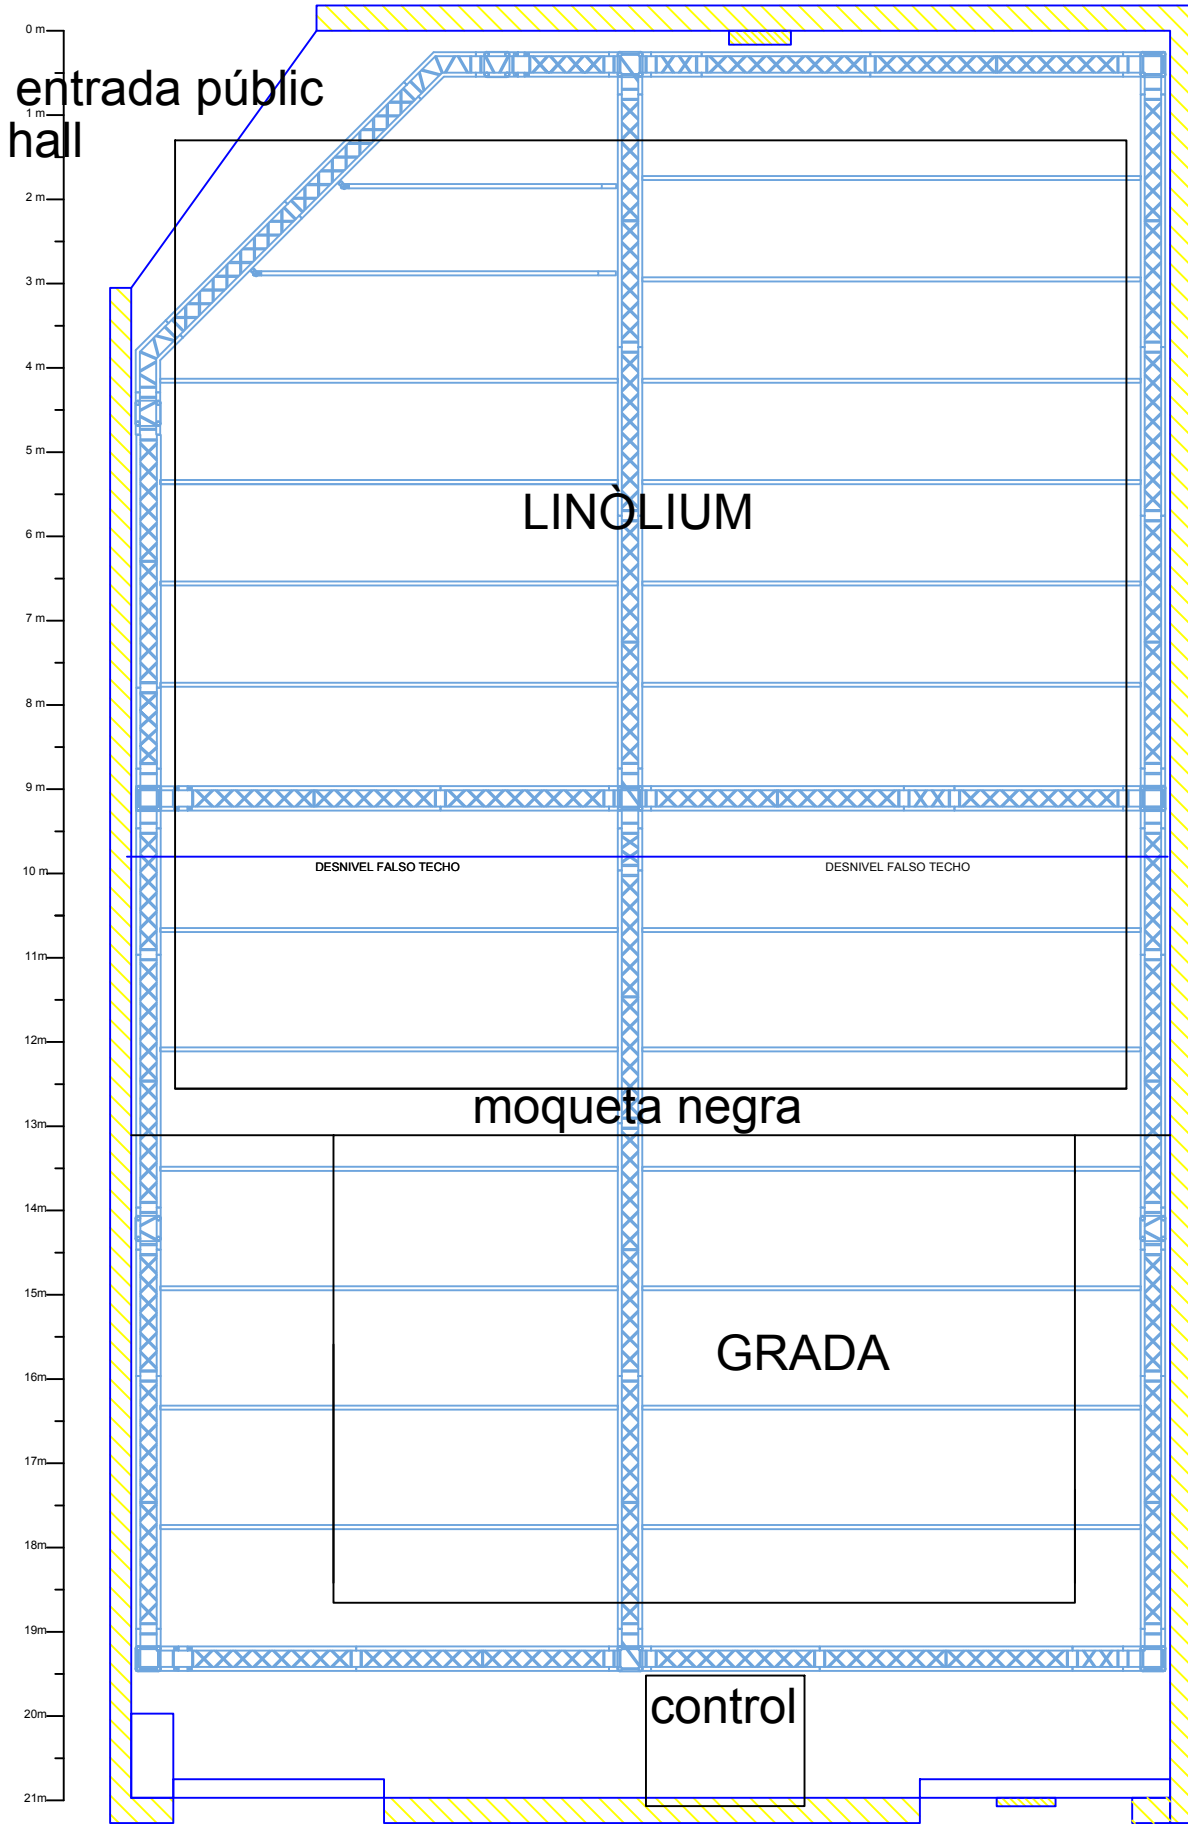 0 m
entrada públic
1 m
hall
2 m
3 m
4 m
5 m
LINÒLIUM
6 m
7 m
8 m
9 m
DESNIVEL FALSO TECHO DESNIVEL FALSO TECHO
10 m
11m
12m
moqueta negra
13m
14m
15m
GRADA
16m
17m
18m
19m
control
20m
21m